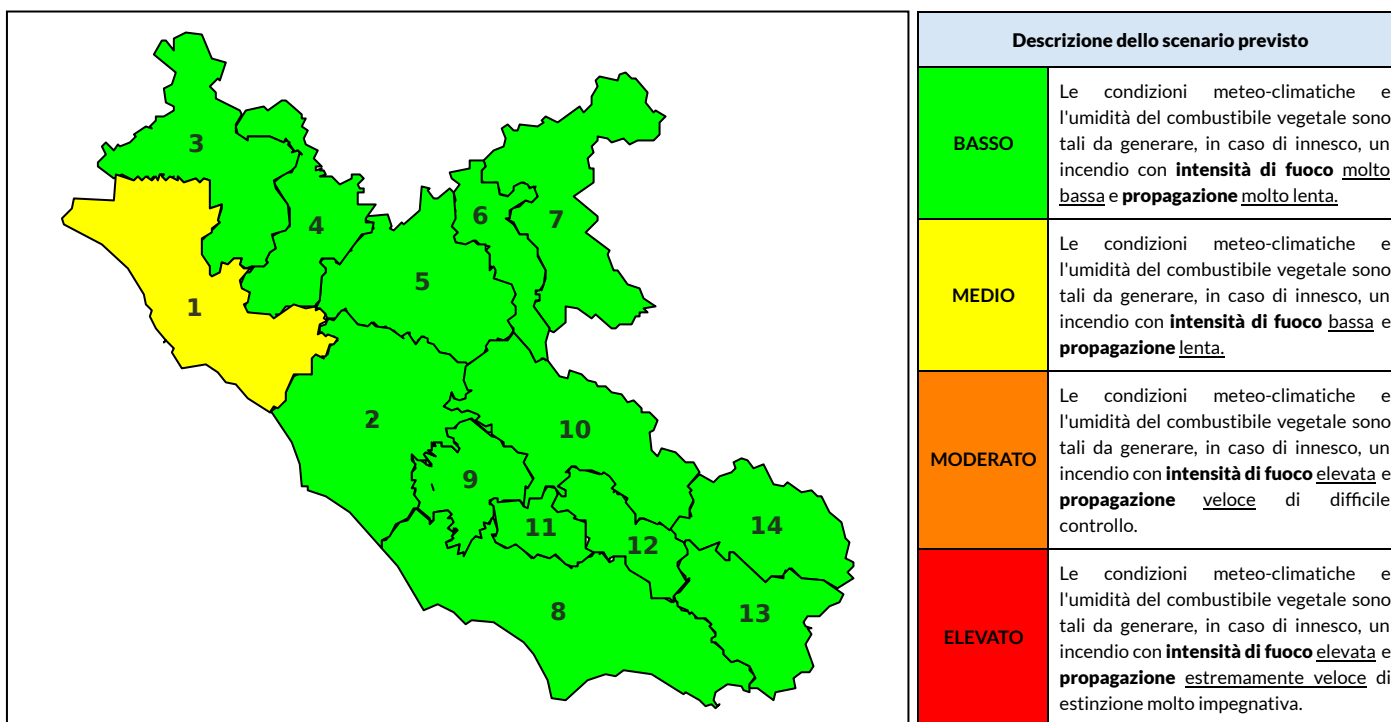 3
4
6
7
5
1
2
10
9
11
12
14
8
13
Descrizione dello scenario previsto
BASSO
Le condizioni meteo-climatiche e
l'umidità del combustibile vegetale sono
tali da generare, in caso di innesco, un
incendio con intensità di fuoco molto
bassa e propagazione molto lenta.
MEDIO
Le condizioni meteo-climatiche e
l'umidità del combustibile vegetale sono
tali da generare, in caso di innesco, un
incendio con intensità di fuoco bassa e
propagazione lenta.
MODERATO
Le condizioni meteo-climatiche e
l'umidità del combustibile vegetale sono
tali da generare, in caso di innesco, un
incendio con intensità di fuoco elevata e
propagazione veloce di difficile
controllo.
ELEVATO
Le condizioni meteo-climatiche e
l'umidità del combustibile vegetale sono
tali da generare, in caso di innesco, un
incendio con intensità di fuoco elevata e
propagazione estremamente veloce di
estinzione molto impegnativa.